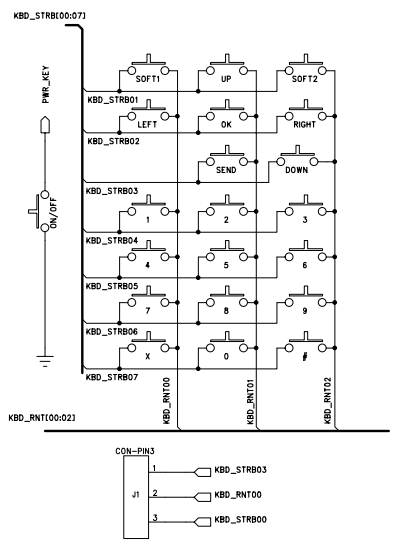 KBD_STRB[00:07]
PWR_KEY
SOFT1 UP SOFT2
KBD_STRB01
LEFT OK RIGHT
KBD_STRB02
SEND DOWN
KBD_STRB03
ON/OFF
1 2 3
KBD_STRB04
4 5 6
KBD_STRB05
7 8 9
KBD_STRB06
X 0 #
KBD_STRB07
KBD_RNT00
KBD_RNT01
KBD_RNT02
KBD_RNT[00:02]
CON-PIN3
J1
1 KBD_STRB03
2 KBD_RNT00
3 KBD_STRB00